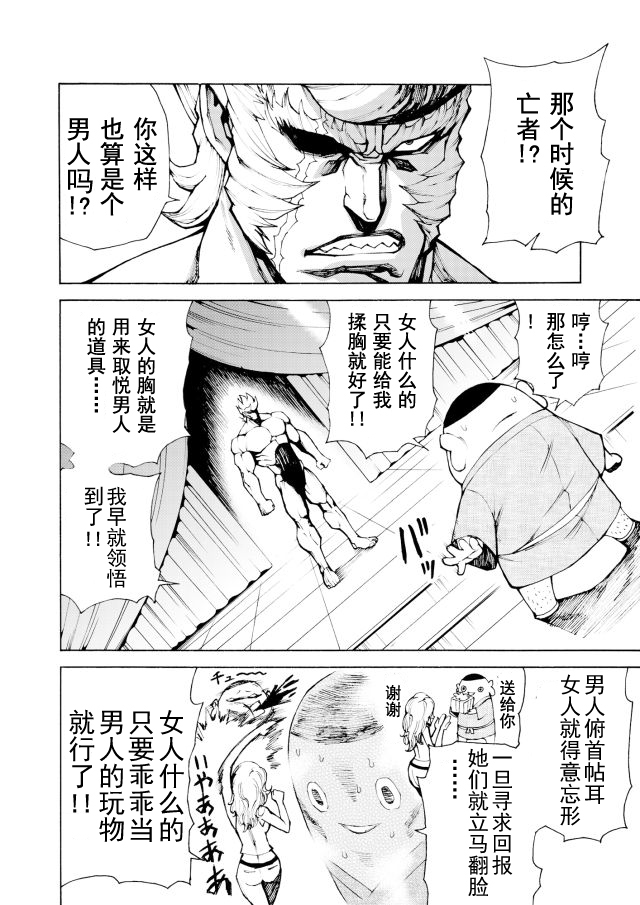 那个时候的
亡者!?
你这样
也算是个
男人吗!?
哼…哼
那怎么了
!
女人什么的
只要能给我
揉胸就好了!!
女人的胸就是
用来取悦男人
的道具……
我早就领悟
到了!!
男人俯首帖耳
女人就得意忘形
送给你
谢谢
一旦寻求回报
她们就立马翻脸
……
チューーー
いやああああ
女人什么的
只要乖乖当
男人的玩物
就行了!!